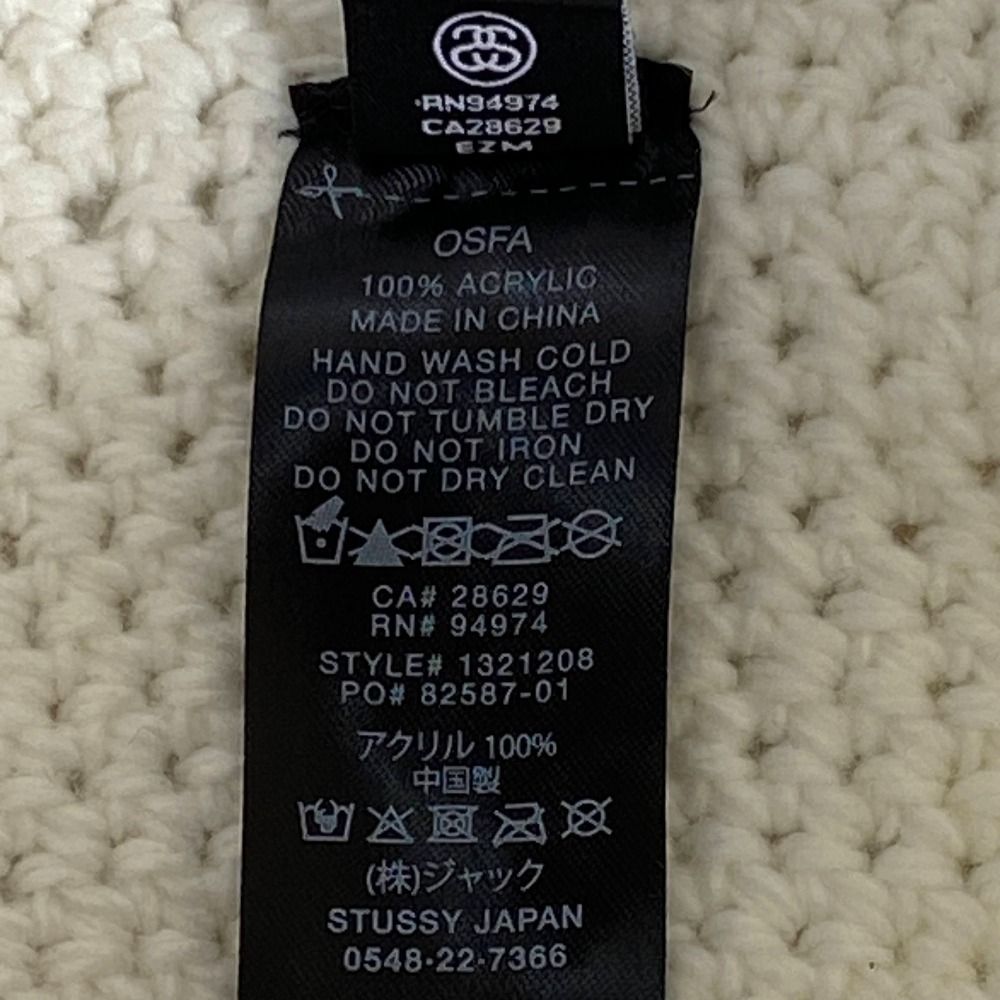 RN94974
CA28629
EZM
OSFA
100% ACRYLIC
MADE IN CHINA
HAND WASH COLD
DO NOT BLEACH
DO NOT TUMBLE DRY
DO NOT IRON
DO NOT DRY CLEAN
CA# 28629
RN# 94974
STYLE# 1321208
PO# 82587-01
アクリル 100%
中国製
(株)ジャック
STUSSY JAPAN
0548-22-7366